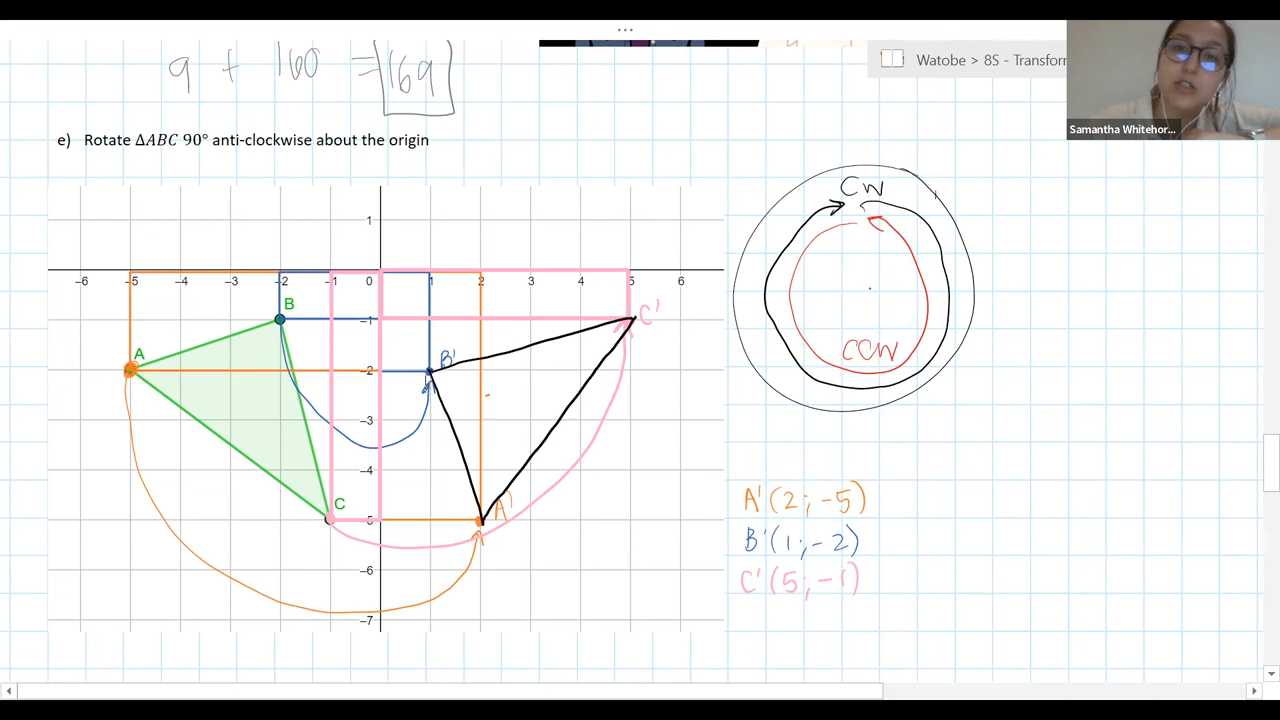 9 + 160 = 169
Watobe > 8S - Transfor
Samantha Whitehor...
e) Rotate ΔABC 90° anti-clockwise about the origin
CW
CCW
1
-6 -5 -4 -3 -2 -1 0 1 2 3 4 5 6
B
-1
C'
A
B'
-2
-3
-4
C
A'
-5
-6
-7
A'(2;-5)
B'(1;-2)
C'(5;-1)